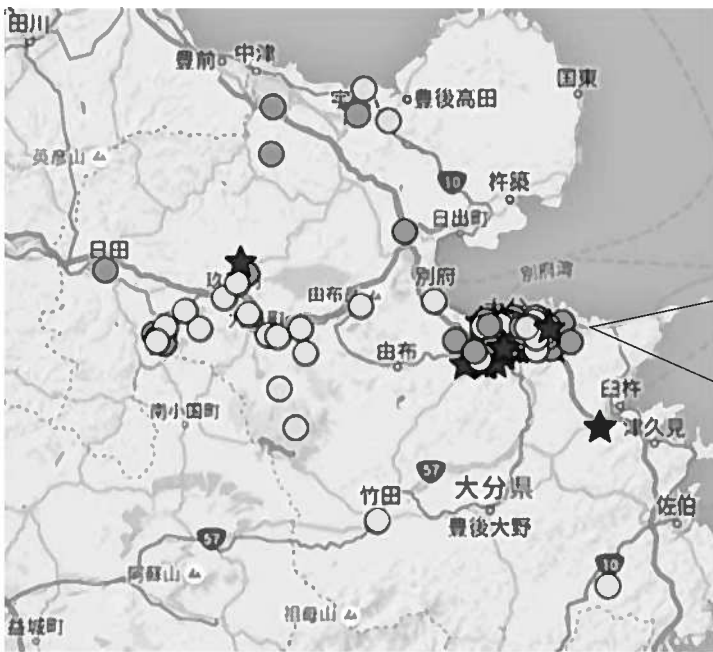 田川
豊前
中津
豊後高田
国東
英彦山
10
杵築
日出町
日田
別府
別府湾
由布
臼杵
津久見
南小国町
57
大分県
竹田
佐伯
豊後大野
57
10
阿蘇山
祖母山
益城町